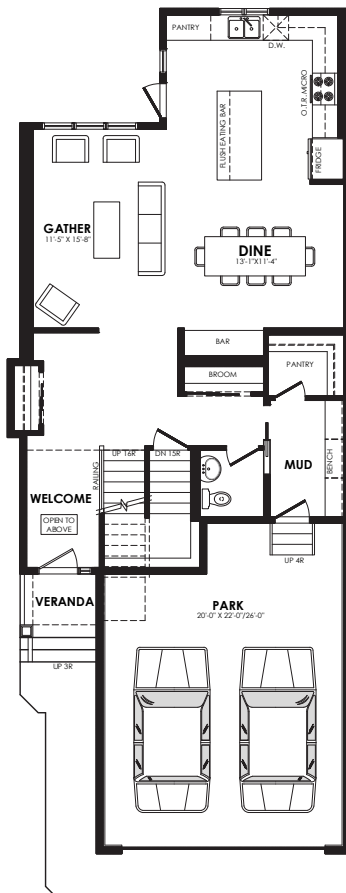 PANTRY
D.W.
O.T.R. MICRO
FLUSH EATING BAR
FRIDGE
GATHER
11'-5" X 15'-8"
DINE
13'-1"X11'-4"
BAR
BROOM
PANTRY
UP 16R
DN 15R
RAILING
BENCH
MUD
WELCOME
OPEN TO
ABOVE
UP 4R
VERANDA
PARK
20'-0" X 22'-0"/26'-0"
UP 3R